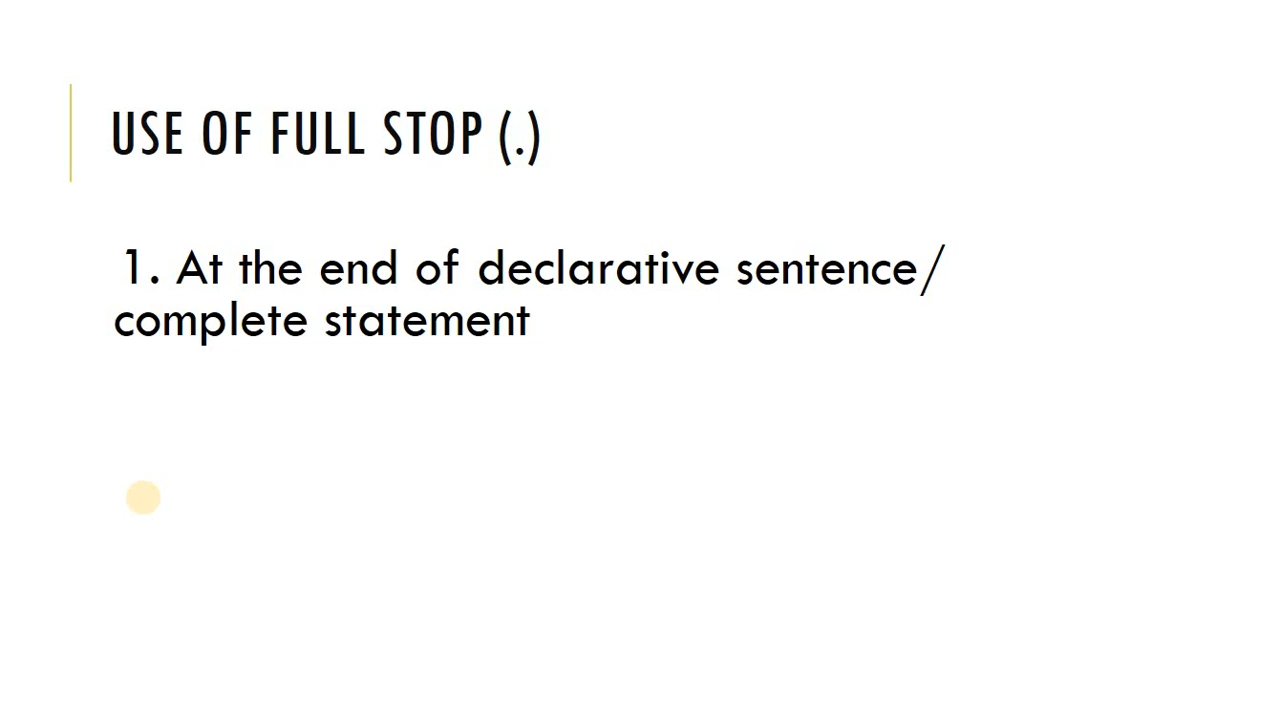 USE OF FULL STOP (.)
1. At the end of declarative sentence/
complete statement